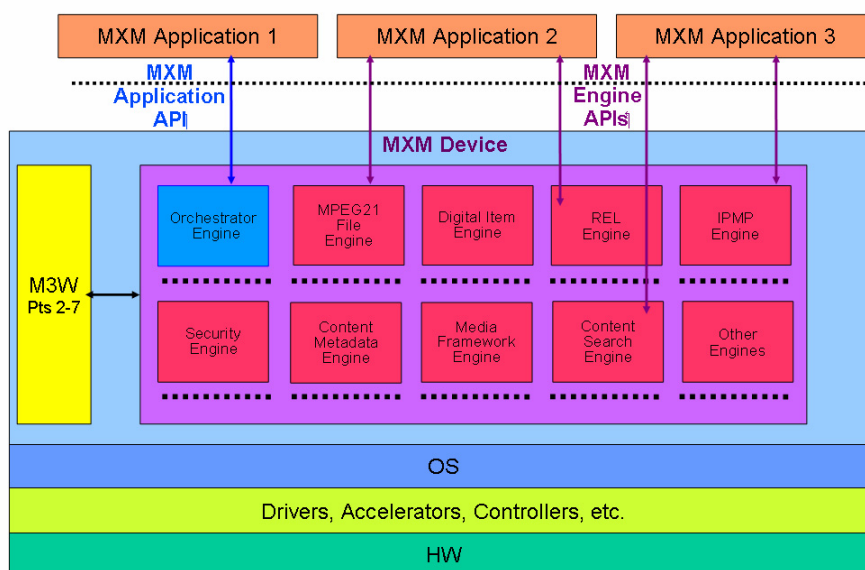 MXM Application 1
MXM Application 2
MXM Application 3
MXM
Application
API
MXM
Engine
APIs
MXM Device
M3W
Pts 2-7
Orchestrator
Engine
MPEG21
File
Engine
Digital Item
Engine
REL
Engine
IPMP
Engine
Security
Engine
Content
Metadata
Engine
Media
Framework
Engine
Content
Search
Engine
Other
Engines
OS
Drivers, Accelerators, Controllers, etc.
HW